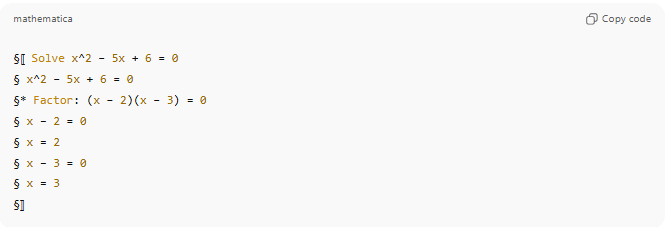 mathematica
Copy code
§⟦ Solve x^2 − 5x + 6 = 0
§ x^2 − 5x + 6 = 0
§* Factor: (x − 2)(x − 3) = 0
§ x − 2 = 0
§ x = 2
§ x − 3 = 0
§ x = 3
§⟧